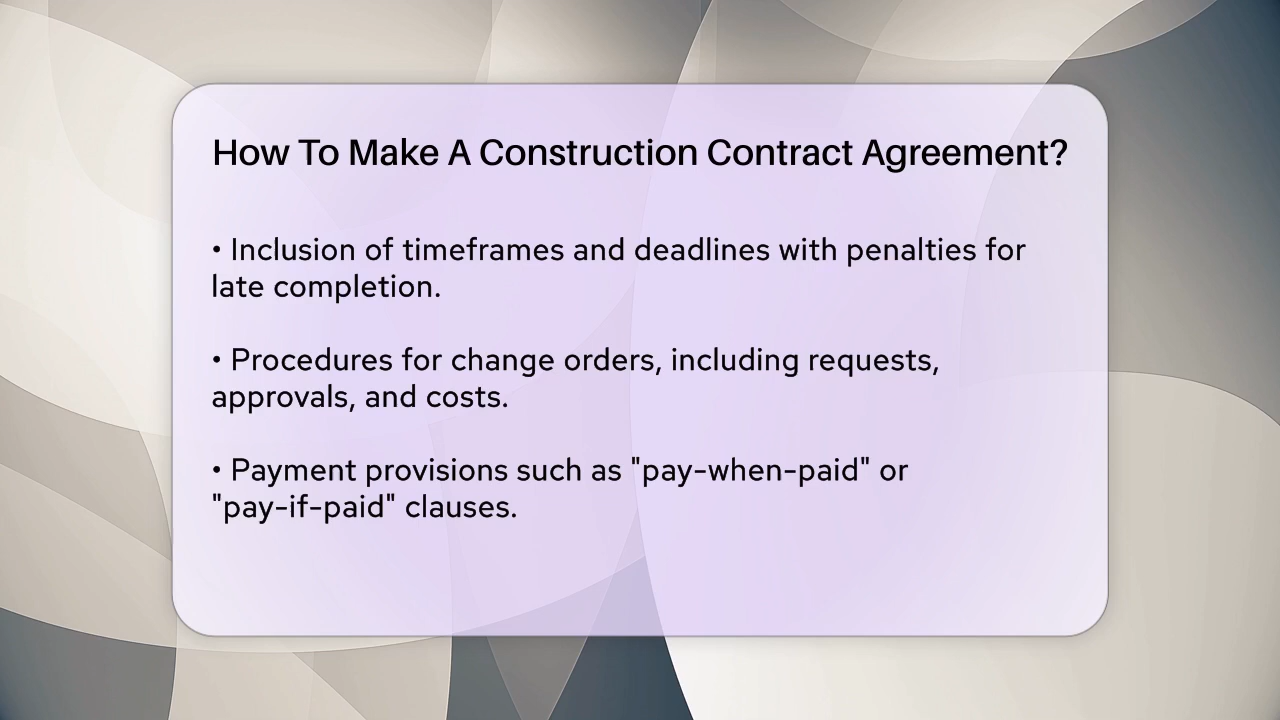 How To Make A Construction Contract Agreement?
• Inclusion of timeframes and deadlines with penalties for
late completion.
• Procedures for change orders, including requests,
approvals, and costs.
• Payment provisions such as "pay-when-paid" or
"pay-if-paid" clauses.